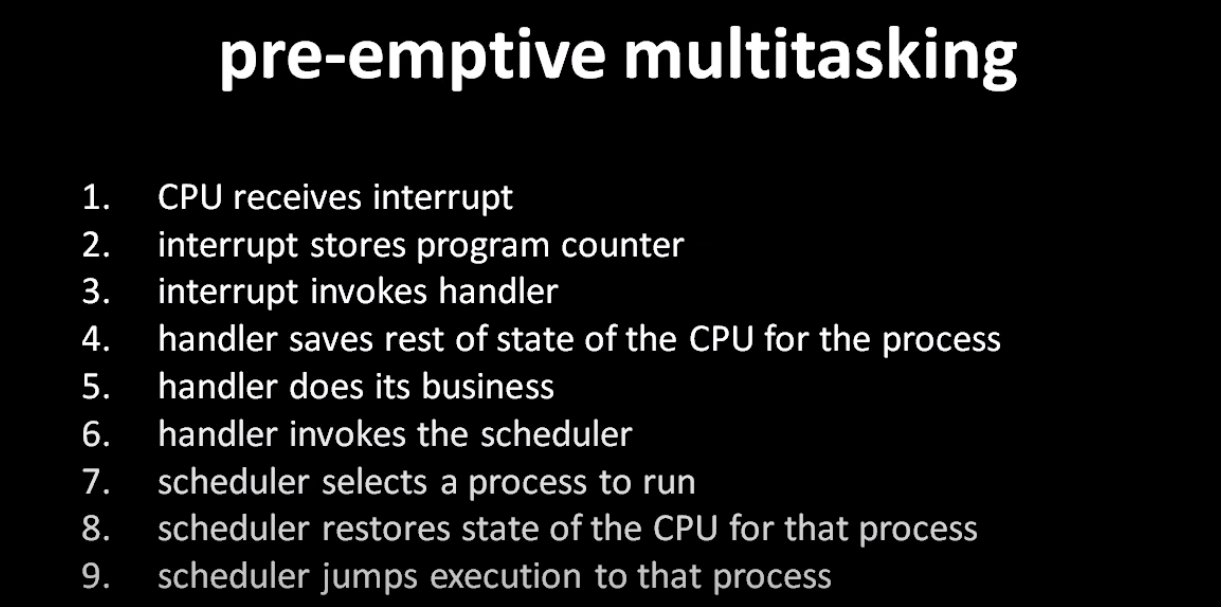 pre-emptive multitasking
1. CPU receives interrupt
2. interrupt stores program counter
3. interrupt invokes handler
4. handler saves rest of state of the CPU for the process
5. handler does its business
6. handler invokes the scheduler
7. scheduler selects a process to run
8. scheduler restores state of the CPU for that process
9. scheduler jumps execution to that process